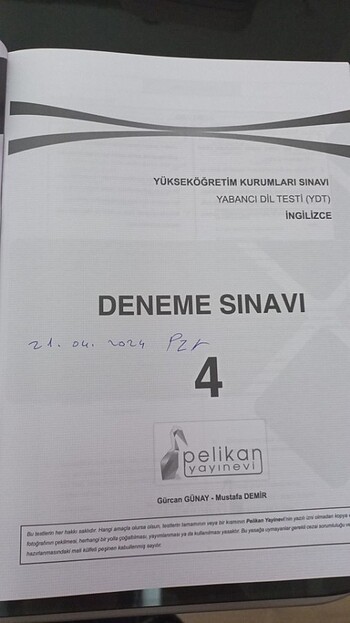 YÜKSEKÖĞRETİM KURUMLARI SINAVI
YABANCI DİL TESTİ (YDT)
İNGİLİZCE
DENEME SINAVI
21.04.2024 Pzr
4
pelikan
yayınevi
Gürcan GÜNAY - Mustafa DEMİR
Bu testlerin her hakkı saklıdır. Hangi amaçla olursa olsun, testlerin tamamının veya bir kısmının Pelikan Yayınevi'nin yazılı izni olmadan kopya
fotoğrafının çekilmesi, herhangi bir yolla çoğaltılması, yayımlanması ya da kullanılması yasaktır. Bu yasağa uymayanlar gerekli cezai sorumluluğu ve
hazırlanmasındaki mali külfeti peşinen kabullenmiş sayılır.